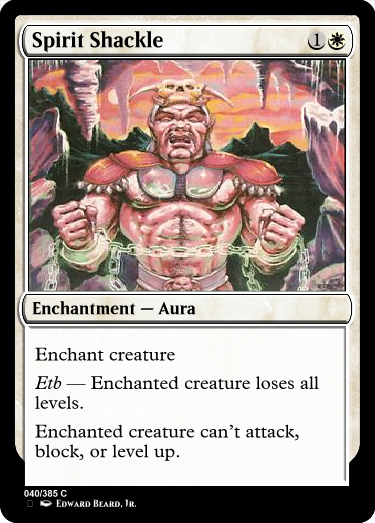 Spirit Shackle 1
Enchantment — Aura
Enchant creature
Etb — Enchanted creature loses all
levels.
Enchanted creature can't attack,
block, or level up.
040/385 C
Edward Beard, Jr.